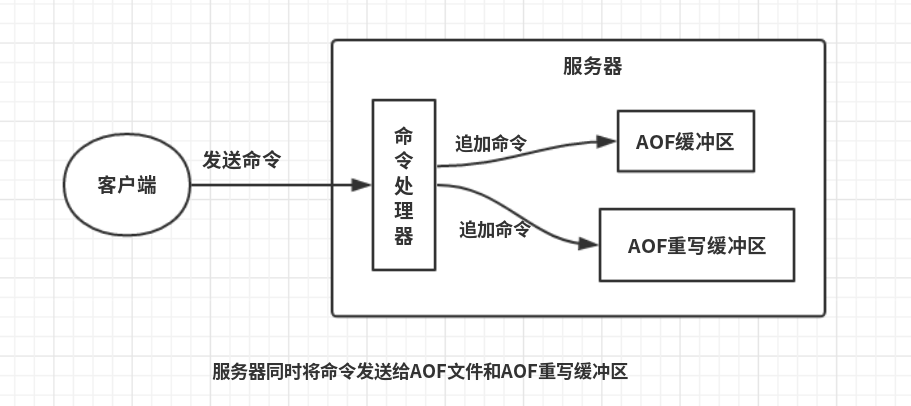 服务器
客户端
发送命令
命令处理器
追加命令
AOF缓冲区
追加命令
AOF重写缓冲区
服务器同时将命令发送给AOF文件和AOF重写缓冲区